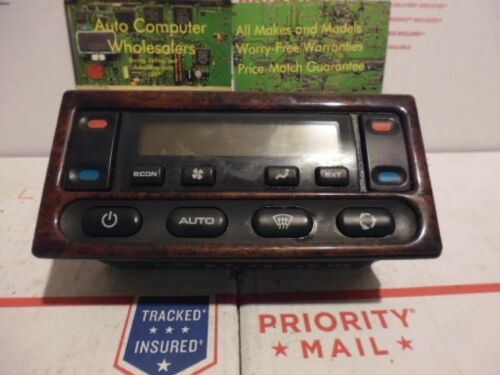 Auto Computer
Wholesalers
All Makes and Models
Worry-Free Warranties
Price-Match Guarantee
ECON
EXT
AUTO
TRACKED
INSURED
PRIORITY
MAIL